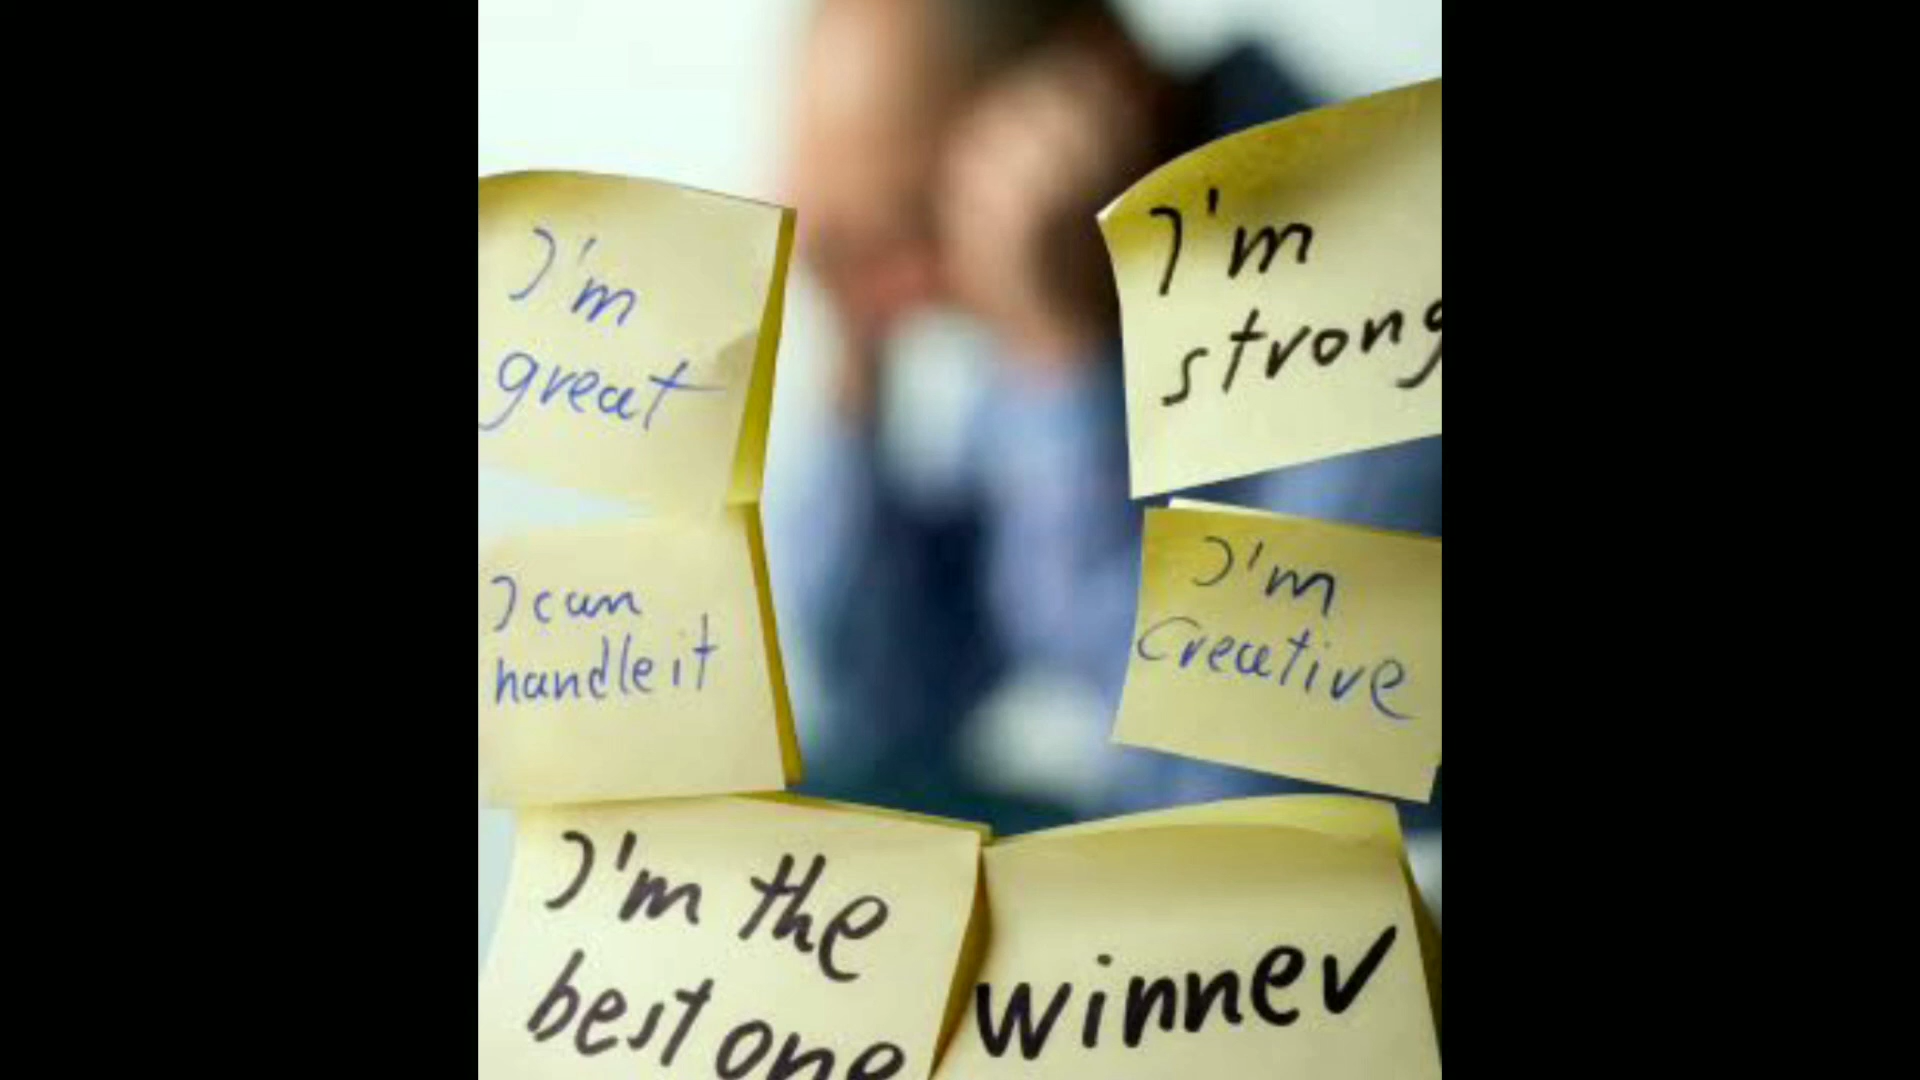 I'm
great
I'm
strong
I can
handle it
I'm
Creative
I'm the
best one
winner